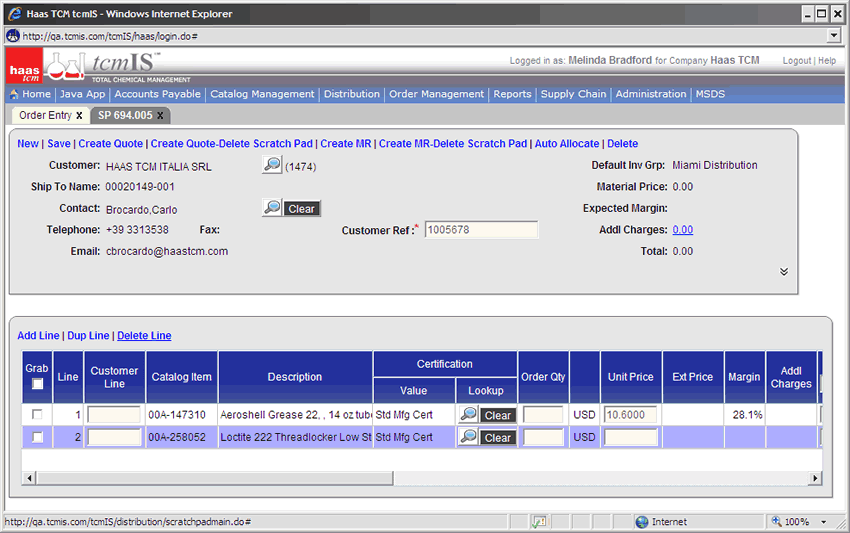 Haas TCM tcmIS - Windows Internet Explorer
http://qa.tcmis.com/tcmIS/haas/login.do#
haas tcm
tcmIS™
TOTAL CHEMICAL MANAGEMENT
Logged in as: Melinda Bradford for Company Haas TCM
Logout | Help
Home | Java App | Accounts Payable | Catalog Management | Distribution | Order Management | Reports | Supply Chain | Administration | MSDS
Order Entry X SP 694.005 X
New | Save | Create Quote | Create Quote-Delete Scratch Pad | Create MR | Create MR-Delete Scratch Pad | Auto Allocate | Delete
Customer: HAAS TCM ITALIA SRL (1474) Default Inv Grp: Miami Distribution
Ship To Name: 00020149-001 Material Price: 0.00
Contact: Brocardo,Carlo Clear Expected Margin:
Telephone: +39 3313538 Fax: Customer Ref :* 1005678 Addl Charges: 0.00
Email: cbrocardo@haastcm.com Total: 0.00
Add Line | Dup Line | Delete Line
Grab Line Customer Line Catalog Item Description Certification Value Lookup Order Qty Unit Price Ext Price Margin Addl Charges
1 00A-147310 Aeroshell Grease 22, , 14 oz tube Std Mfg Cert Clear USD 10.6000 28.1%
2 00A-258052 Loctite 222 Threadlocker Low St Std Mfg Cert Clear USD
http://qa.tcmis.com/tcmIS/distribution/scratchpadmain.do#
Internet
100%